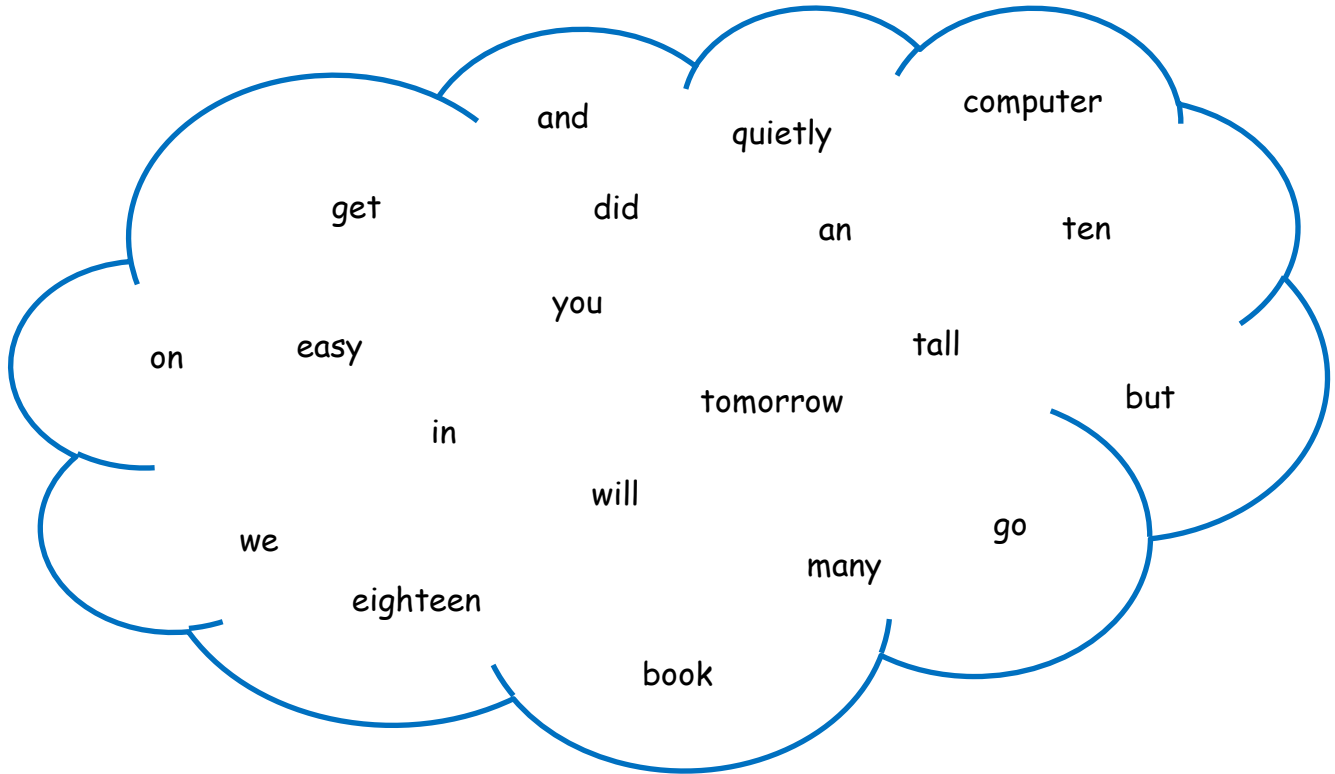 computer
and
quietly
get
did
an
ten
you
on
easy
tall
tomorrow
but
in
will
we
go
many
eighteen
book